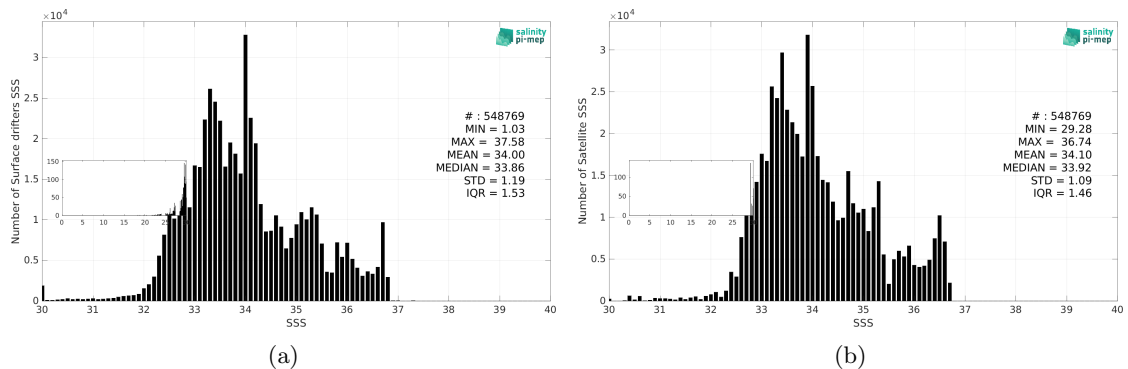 ×10⁴
salinity
pi-mep
3
2.5
2
1.5
1
0.5
0
Number of Surface drifters SSS
# : 548769
MIN = 1.03
MAX = 37.58
MEAN = 34.00
MEDIAN = 33.86
STD = 1.19
IQR = 1.53
150
100
50
0
0 5 10 15 20 25
30 31 32 33 34 35 36 37 38 39 40
SSS
(a)
×10⁴
salinity
pi-mep
3
2.5
2
1.5
1
0.5
0
Number of Satellite SSS
# : 548769
MIN = 29.28
MAX = 36.74
MEAN = 34.10
MEDIAN = 33.92
STD = 1.09
IQR = 1.46
100
50
0
0 5 10 15 20 25
30 31 32 33 34 35 36 37 38 39 40
SSS
(b)